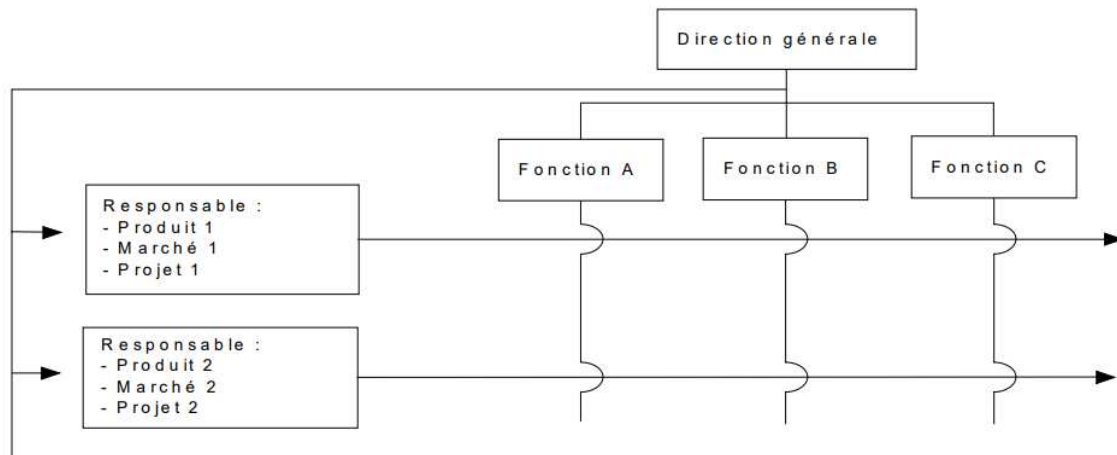 Direction générale
Fonction A
Fonction B
Fonction C
Responsable :
- Produit 1
- Marché 1
- Projet 1
Responsable :
- Produit 2
- Marché 2
- Projet 2